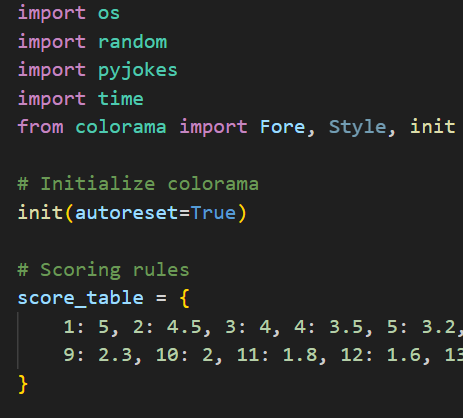 import os
import random
import pyjokes
import time
from colorama import Fore, Style, init
# Initialize colorama
init(autoreset=True)
# Scoring rules
score_table = {
1: 5, 2: 4.5, 3: 4, 4: 3.5, 5: 3.2,
9: 2.3, 10: 2, 11: 1.8, 12: 1.6, 13
}